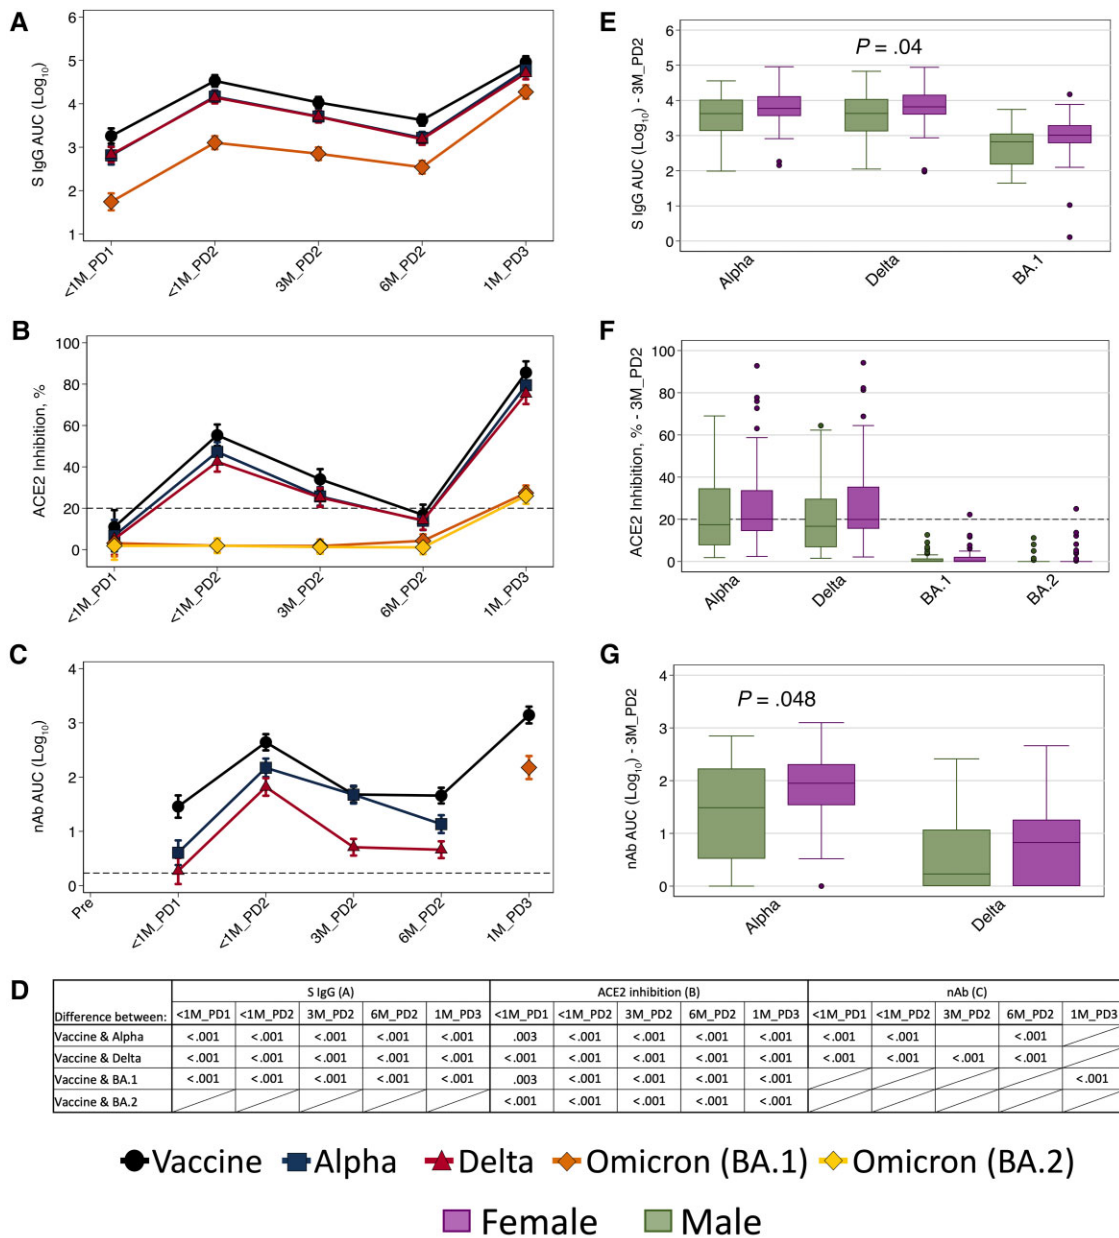 A
S IgG AUC (Log10)
6
5
4
3
2
1
<1M_PD1
<1M_PD2
3M_PD2
6M_PD2
1M_PD3
E
S IgG AUC (Log10) - 3M_PD2
6
5
4
3
2
1
0
P = .04
Alpha
Delta
BA.1
B
ACE2 Inhibition, %
100
80
60
40
20
0
<1M_PD1
<1M_PD2
3M_PD2
6M_PD2
1M_PD3
F
ACE2 Inhibition, % - 3M_PD2
100
80
60
40
20
0
Alpha
Delta
BA.1
BA.2
C
nAb AUC (Log10)
4
3
2
1
0
Pre
<1M_PD1
<1M_PD2
3M_PD2
6M_PD2
1M_PD3
G
nAb AUC (Log10) - 3M_PD2
4
3
2
1
0
P = .048
Alpha
Delta
D
S IgG (A) ACE2 inhibition (B) nAb (C)
Difference between: <1M_PD1 <1M_PD2 3M_PD2 6M_PD2 1M_PD3 <1M_PD1 <1M_PD2 3M_PD2 6M_PD2 1M_PD3 <1M_PD1 <1M_PD2 3M_PD2 6M_PD2 1M_PD3
Vaccine & Alpha <.001 <.001 <.001 <.001 <.001 .003 <.001 <.001 <.001 <.001 <.001 <.001 <.001
Vaccine & Delta <.001 <.001 <.001 <.001 <.001 <.001 <.001 <.001 <.001 <.001 <.001 <.001 <.001 <.001
Vaccine & BA.1 <.001 <.001 <.001 <.001 <.001 .003 <.001 <.001 <.001 <.001 <.001
Vaccine & BA.2 <.001 <.001 <.001 <.001 <.001
Vaccine Alpha Delta Omicron (BA.1) Omicron (BA.2)
Female Male